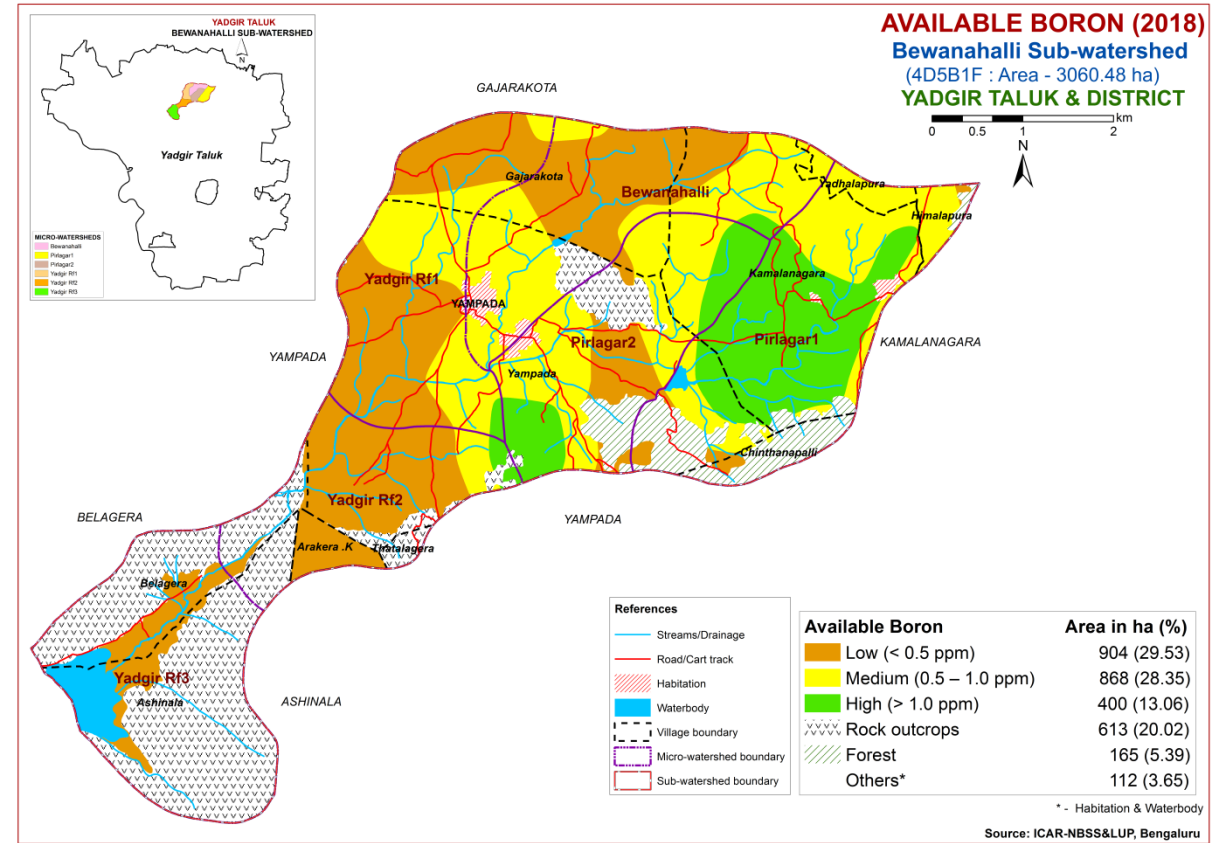 YADGIR TALUK
BEWANAHALLI SUB-WATERSHED
N
Yadgir Taluk
MICRO-WATERSHEDS
Bewanahalli
Pirlagar1
Pirlagar2
Yadgir Rf1
Yadgir Rf2
Yadgir Rf3
AVAILABLE BORON (2018)
Bewanahalli Sub-watershed
(4D5B1F : Area - 3060.48 ha)
YADGIR TALUK & DISTRICT
km
0 0.5 1 2
N
GAJARAKOTA
Gajarakota
Bewanahalli
Yadhalapura
Himalapura
Yadgir Rf1
Kamalanagara
YAMPADA
Pirlagar2
Pirlagar1
KAMALANAGARA
YAMPADA
Yampada
Chinthanapalli
Yadgir Rf2
BELAGERA
YAMPADA
Arakera .K
Thatalagera
Belagera
Yadgir Rf3
Ashinala
ASHINALA
References
Streams/Drainage
Road/Cart track
Habitation
Waterbody
Village boundary
Micro-watershed boundary
Sub-watershed boundary
Available Boron Area in ha (%)
Low (< 0.5 ppm) 904 (29.53)
Medium (0.5 – 1.0 ppm) 868 (28.35)
High (> 1.0 ppm) 400 (13.06)
Rock outcrops 613 (20.02)
Forest 165 (5.39)
Others* 112 (3.65)
* - Habitation & Waterbody
Source: ICAR-NBSS&LUP, Bengaluru